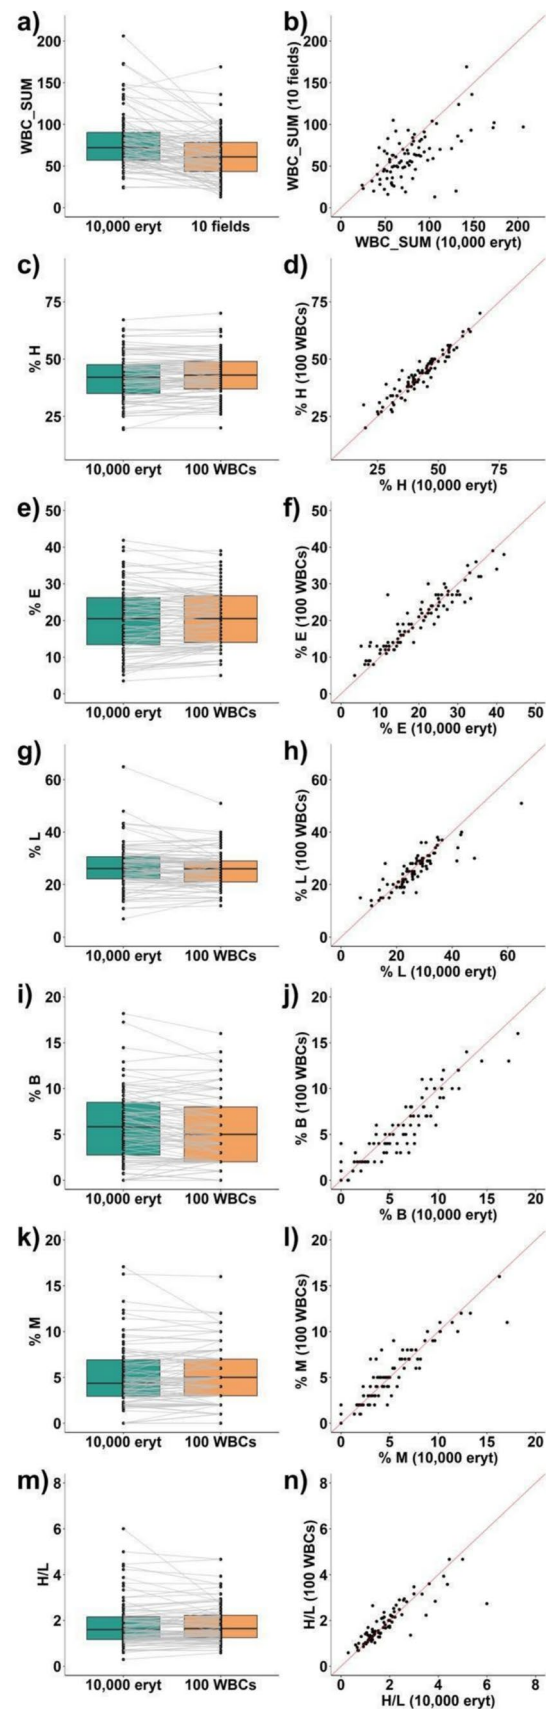 a)
WBC_SUM
200
150
100
50
0
10,000 eryt 10 fields
b)
WBC_SUM (10 fields)
200
150
100
50
0
0 50 100 150 200
WBC_SUM (10,000 eryt)
c)
% H
75
50
25
10,000 eryt 100 WBCs
d)
% H (100 WBCs)
75
50
25
25 50 75
% H (10,000 eryt)
e)
% E
50
40
30
20
10
0
10,000 eryt 100 WBCs
f)
% E (100 WBCs)
50
40
30
20
10
0
0 10 20 30 40 50
% E (10,000 eryt)
g)
% L
60
40
20
0
10,000 eryt 100 WBCs
h)
% L (100 WBCs)
60
40
20
0
0 20 40 60
% L (10,000 eryt)
i)
% B
20
15
10
5
0
10,000 eryt 100 WBCs
j)
% B (100 WBCs)
20
15
10
5
0
0 5 10 15 20
% B (10,000 eryt)
k)
% M
20
15
10
5
0
10,000 eryt 100 WBCs
l)
% M (100 WBCs)
20
15
10
5
0
0 5 10 15 20
% M (10,000 eryt)
m)
H/L
8
6
4
2
0
10,000 eryt 100 WBCs
n)
H/L (100 WBCs)
8
6
4
2
0
0 2 4 6 8
H/L (10,000 eryt)